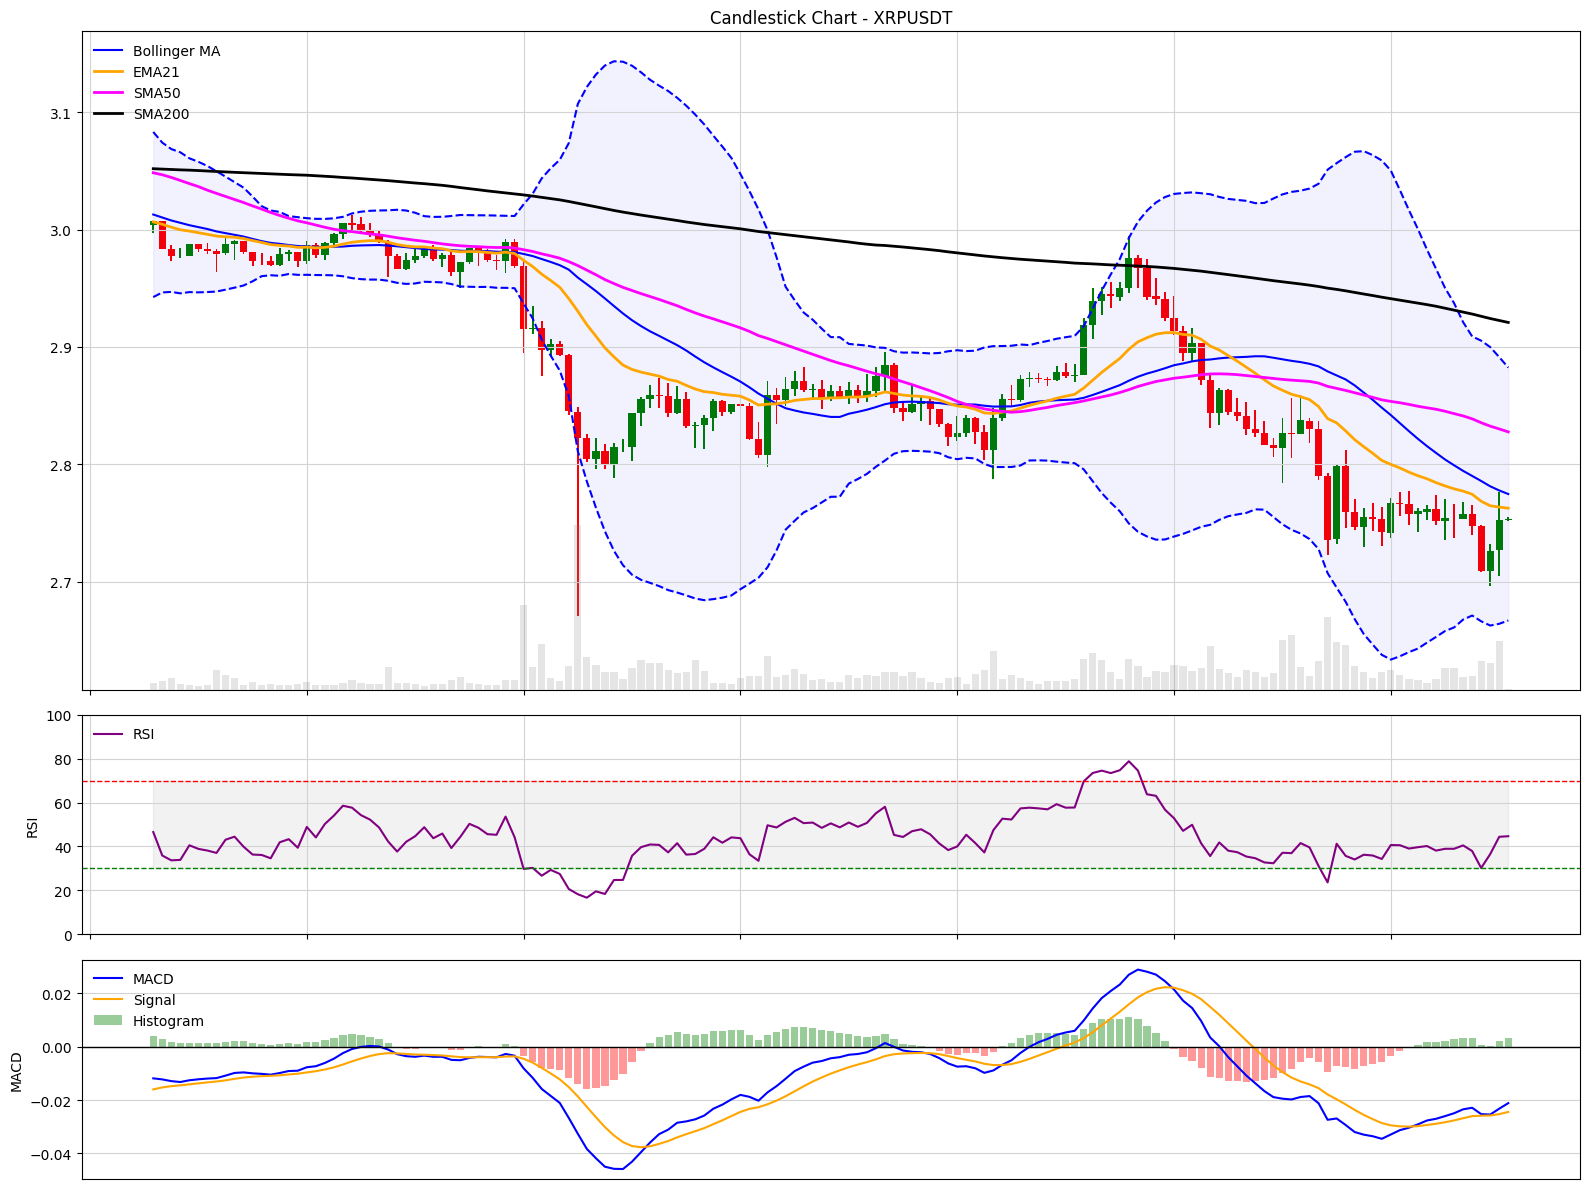 Candlestick Chart - XRPUSDT
Bollinger MA
EMA21
SMA50
SMA200
3.1
3.0
2.9
2.8
2.7
RSI
100
80
60
40
20
0
RSI
MACD
Signal
Histogram
0.02
0.00
−0.02
−0.04
MACD